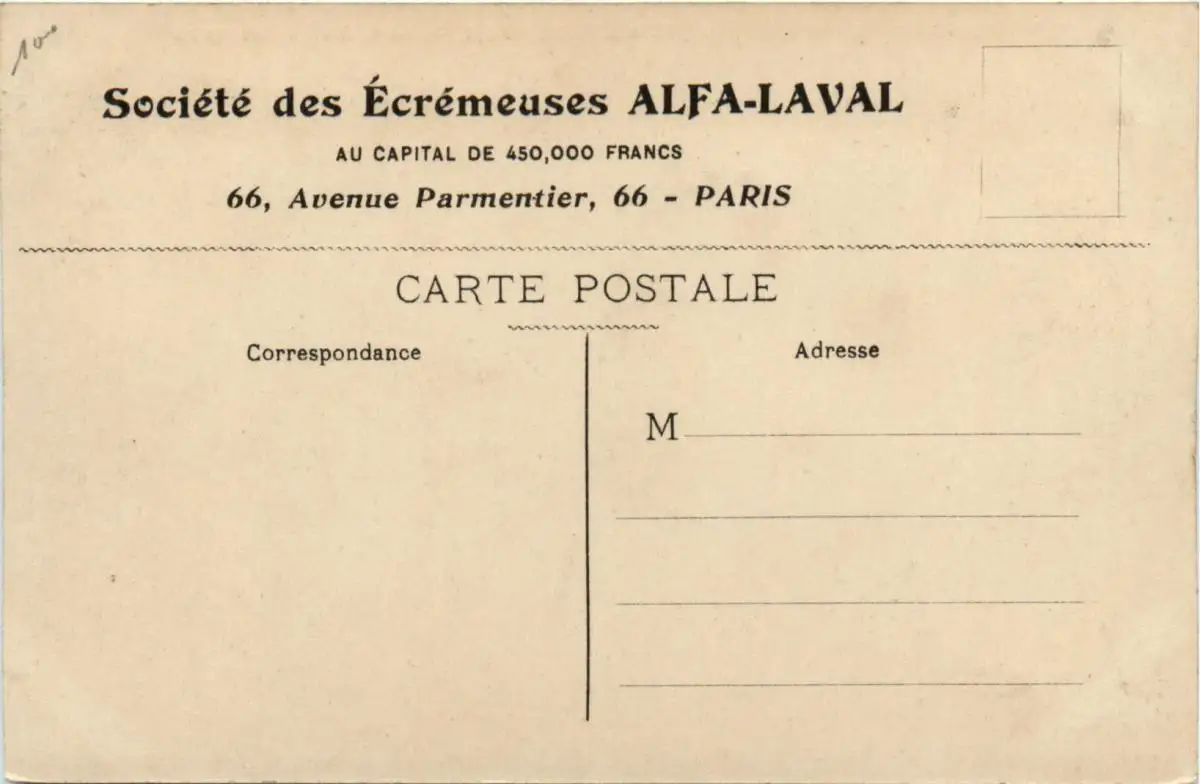 100
Société des Écrémeuses ALFA-LAVAL
AU CAPITAL DE 450,000 FRANCS
66, Avenue Parmentier, 66 - PARIS
CARTE POSTALE
Correspondance
Adresse
M